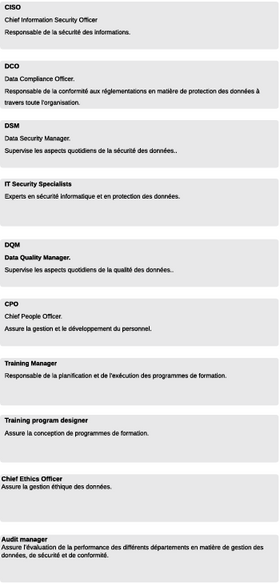 CISO
Chief Information Security Officer
Responsable de la sécurité des informations.
DCO
Data Compliance Officer.
Responsable de la conformité aux réglementations en matière de protection des données à
travers toute l'organisation.
DSM
Data Security Manager.
Supervise les aspects quotidiens de la sécurité des données..
IT Security Specialists
Experts en sécurité informatique et en protection des données.
DQM
Data Quality Manager.
Supervise les aspects quotidiens de la qualité des données..
CPO
Chief People Officer.
Assure la gestion et le développement du personnel.
Training Manager
Responsable de la planification et de l'exécution des programmes de formation.
Training program designer
Assure la conception de programmes de formation.
Chief Ethics Officer
Assure la gestion éthique des données.
Audit manager
Assure l'évaluation de la performance des différents départements en matière de gestion des
données, de sécurité et de conformité.